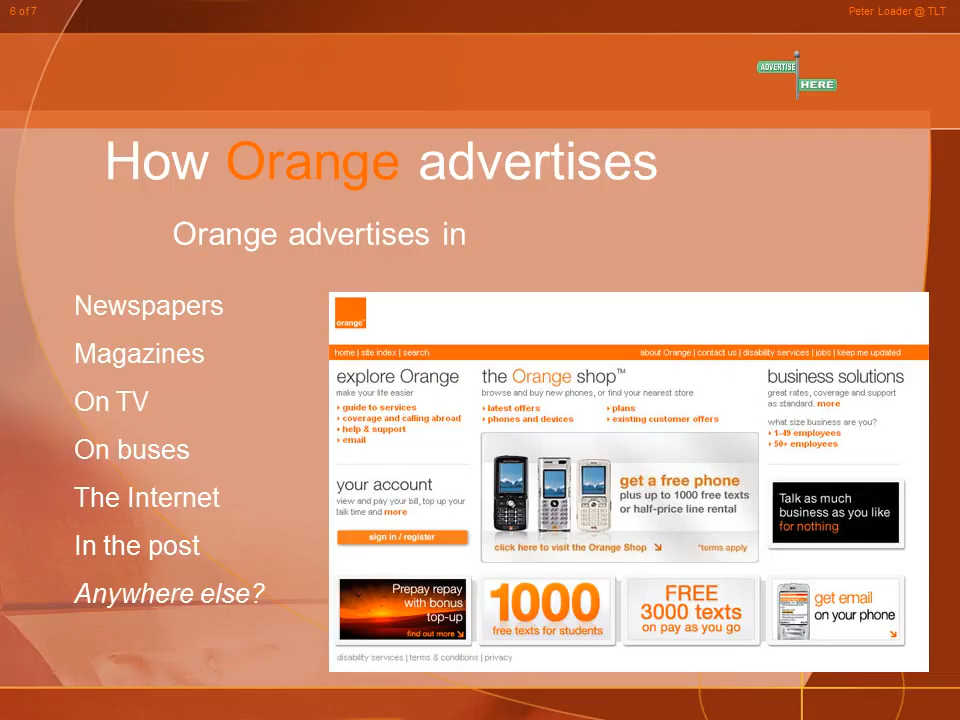 6 of 7
Peter Loader @ TLT
ADVERTISE
HERE
How Orange advertises
Orange advertises in
Newspapers
Magazines
On TV
On buses
The Internet
In the post
Anywhere else?
orange™
home | site index | search
about Orange | contact us | disability services | jobs | keep me updated
explore Orange
make your life easier
guide to services
coverage and calling abroad
help & support
email
your account
view and pay your bill, top up your
talk time and more
sign in / register
the Orange shop™
browse and buy new phones, or find your nearest store
latest offers
phones and devices
plans
existing customer offers
get a free phone
plus up to 1000 free texts
or half-price line rental
click here to visit the Orange Shop
*terms apply
business solutions
great rates, coverage and support
as standard. more
what size business are you?
1-49 employees
50+ employees
Talk as much
business as you like
for nothing
Prepay repay
with bonus
top-up
find out more
1000
free texts for students
FREE
3000 texts
on pay as you go
get email
on your phone
disability services | terms & conditions | privacy